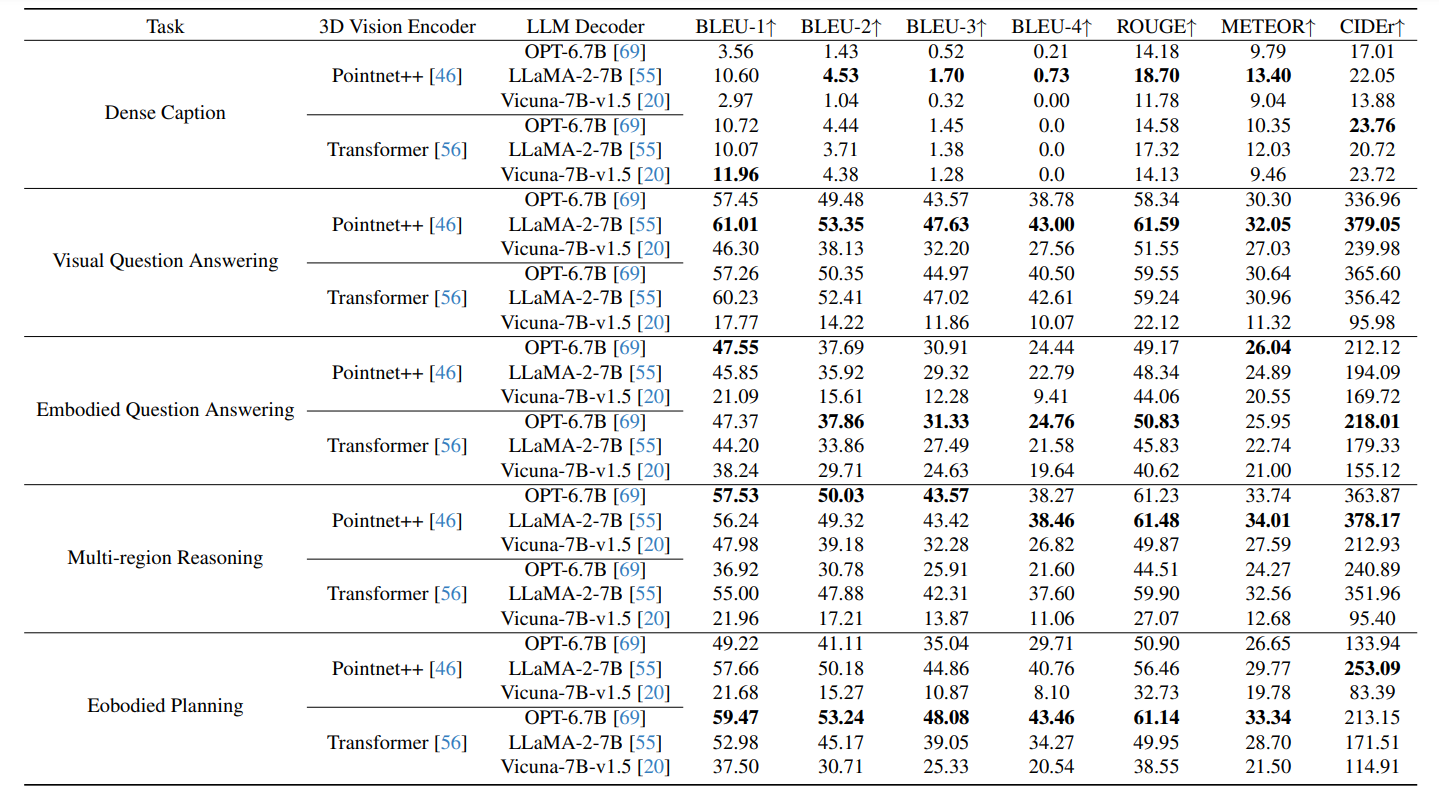 Task 3D Vision Encoder LLM Decoder BLEU-1↑ BLEU-2↑ BLEU-3↑ BLEU-4↑ ROUGE↑ METEOR↑ CIDEr↑
OPT-6.7B [69] 3.56 1.43 0.52 0.21 14.18 9.79 17.01
Pointnet++ [46] LLaMA-2-7B [55] 10.60 4.53 1.70 0.73 18.70 13.40 22.05
Vicuna-7B-v1.5 [20] 2.97 1.04 0.32 0.00 11.78 9.04 13.88
Dense Caption
OPT-6.7B [69] 10.72 4.44 1.45 0.0 14.58 10.35 23.76
Transformer [56] LLaMA-2-7B [55] 10.07 3.71 1.38 0.0 17.32 12.03 20.72
Vicuna-7B-v1.5 [20] 11.96 4.38 1.28 0.0 14.13 9.46 23.72
OPT-6.7B [69] 57.45 49.48 43.57 38.78 58.34 30.30 336.96
Pointnet++ [46] LLaMA-2-7B [55] 61.01 53.35 47.63 43.00 61.59 32.05 379.05
Vicuna-7B-v1.5 [20] 46.30 38.13 32.20 27.56 51.55 27.03 239.98
Visual Question Answering
OPT-6.7B [69] 57.26 50.35 44.97 40.50 59.55 30.64 365.60
Transformer [56] LLaMA-2-7B [55] 60.23 52.41 47.02 42.61 59.24 30.96 356.42
Vicuna-7B-v1.5 [20] 17.77 14.22 11.86 10.07 22.12 11.32 95.98
OPT-6.7B [69] 47.55 37.69 30.91 24.44 49.17 26.04 212.12
Pointnet++ [46] LLaMA-2-7B [55] 45.85 35.92 29.32 22.79 48.34 24.89 194.09
Vicuna-7B-v1.5 [20] 21.09 15.61 12.28 9.41 44.06 20.55 169.72
Embodied Question Answering
OPT-6.7B [69] 47.37 37.86 31.33 24.76 50.83 25.95 218.01
Transformer [56] LLaMA-2-7B [55] 44.20 33.86 27.49 21.58 45.83 22.74 179.33
Vicuna-7B-v1.5 [20] 38.24 29.71 24.63 19.64 40.62 21.00 155.12
OPT-6.7B [69] 57.53 50.03 43.57 38.27 61.23 33.74 363.87
Pointnet++ [46] LLaMA-2-7B [55] 56.24 49.32 43.42 38.46 61.48 34.01 378.17
Vicuna-7B-v1.5 [20] 47.98 39.18 32.28 26.82 49.87 27.59 212.93
Multi-region Reasoning
OPT-6.7B [69] 36.92 30.78 25.91 21.60 44.51 24.27 240.89
Transformer [56] LLaMA-2-7B [55] 55.00 47.88 42.31 37.60 59.90 32.56 351.96
Vicuna-7B-v1.5 [20] 21.96 17.21 13.87 11.06 27.07 12.68 95.40
OPT-6.7B [69] 49.22 41.11 35.04 29.71 50.90 26.65 133.94
Pointnet++ [46] LLaMA-2-7B [55] 57.66 50.18 44.86 40.76 56.46 29.77 253.09
Vicuna-7B-v1.5 [20] 21.68 15.27 10.87 8.10 32.73 19.78 83.39
Eobodied Planning
OPT-6.7B [69] 59.47 53.24 48.08 43.46 61.14 33.34 213.15
Transformer [56] LLaMA-2-7B [55] 52.98 45.17 39.05 34.27 49.95 28.70 171.51
Vicuna-7B-v1.5 [20] 37.50 30.71 25.33 20.54 38.55 21.50 114.91